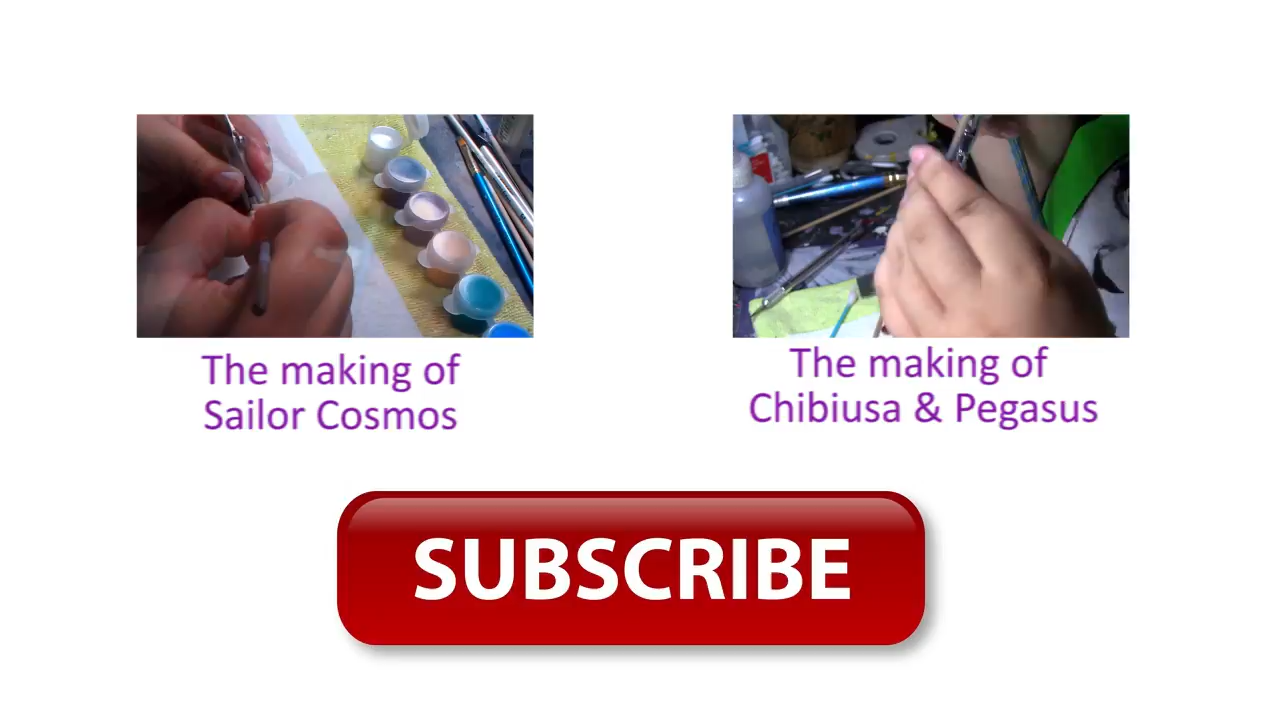 The making of
Sailor Cosmos
The making of
Chibiusa & Pegasus
SUBSCRIBE